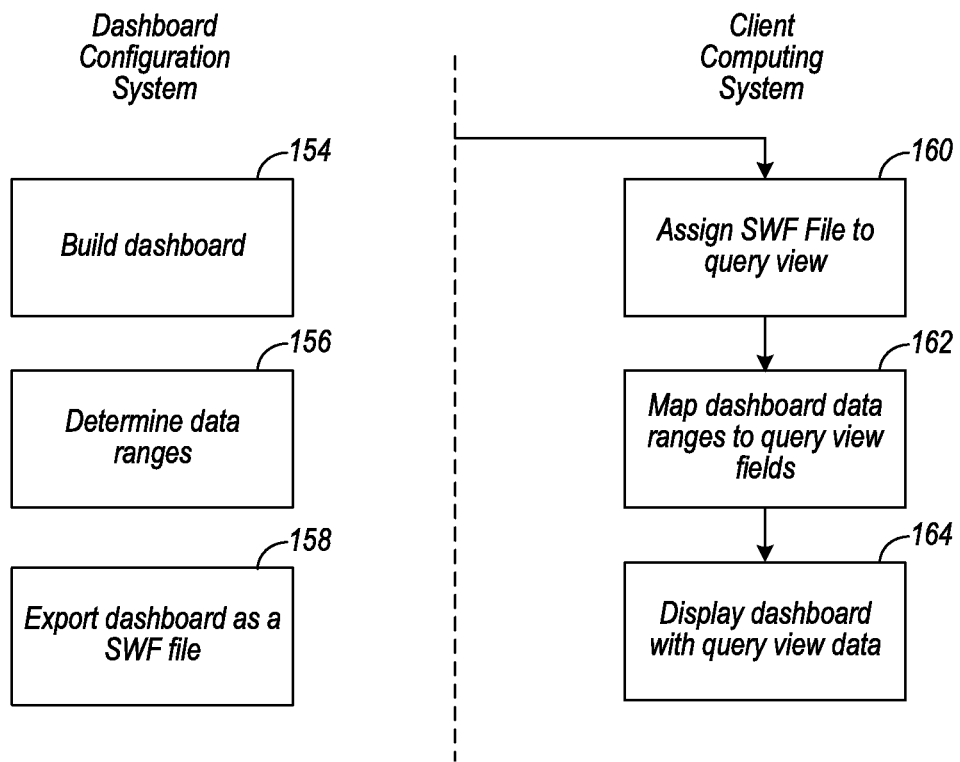 Dashboard
Configuration
System
154
Build dashboard
156
Determine data
ranges
158
Export dashboard as a
SWF file
Client
Computing
System
160
Assign SWF File to
query view
162
Map dashboard data
ranges to query view
fields
164
Display dashboard
with query view data